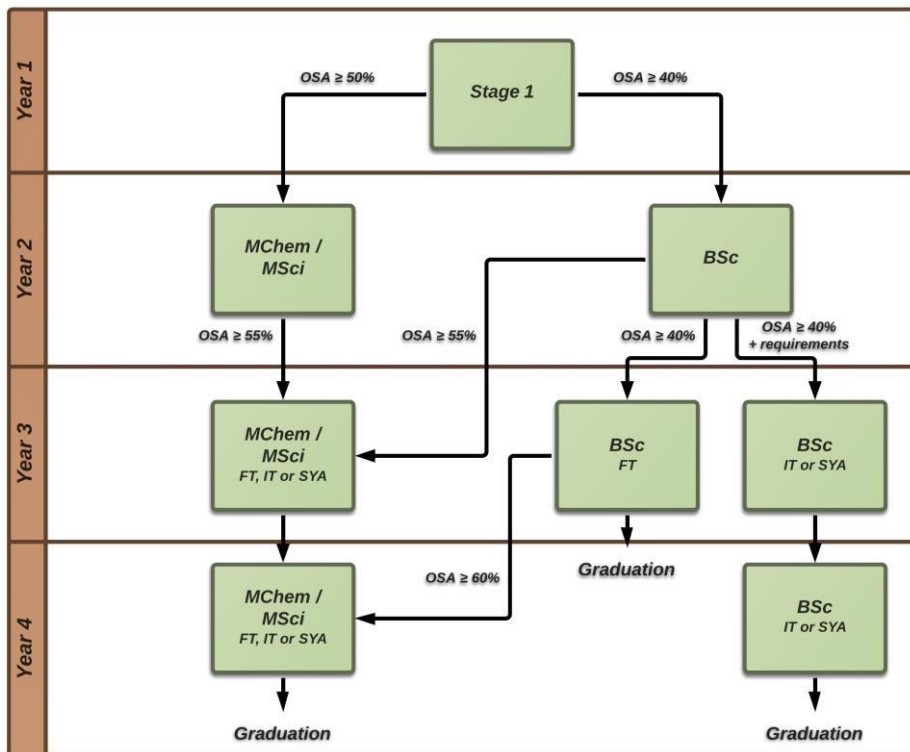 Year 1
OSA ≥ 50%
Stage 1
OSA ≥ 40%
Year 2
MChem /
MSci
BSc
OSA ≥ 55%
OSA ≥ 55%
OSA ≥ 40%
OSA ≥ 40%
+ requirements
Year 3
MChem /
MSci
FT, IT or SYA
BSc
FT
BSc
IT or SYA
Year 4
MChem /
MSci
FT, IT or SYA
OSA ≥ 60%
Graduation
BSc
IT or SYA
Graduation
Graduation